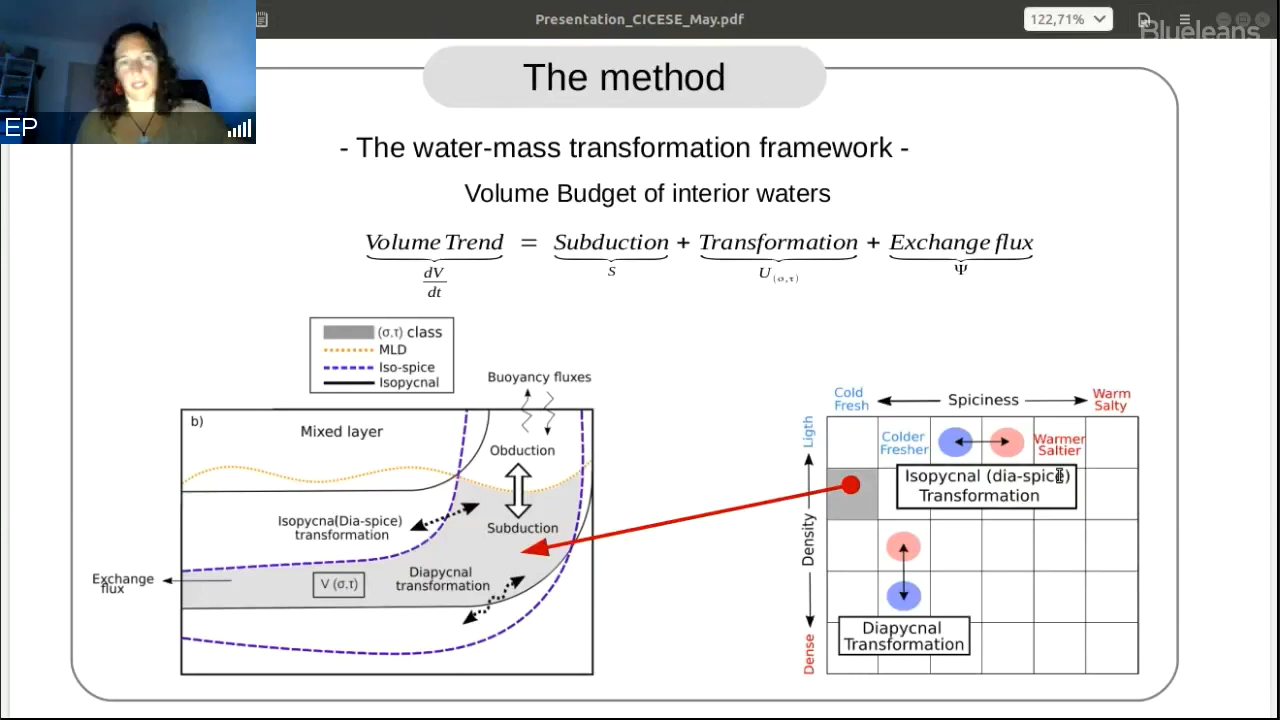 Presentation_CICESE_May.pdf
122,71%
Bluejeans
EP
The method
- The water-mass transformation framework -
Volume Budget of interior waters
Volume Trend = Subduction + Transformation + Exchange flux
dV
dt
S
U(σ,τ)
Ψ
(σ,τ) class
MLD
Iso-spice
Isopycnal
Buoyancy fluxes
b)
Mixed layer
Obduction
Isopycna(Dia-spice)
transformation
Subduction
Exchange
flux
V (σ,τ)
Diapycnal
transformation
Cold
Fresh
Spiciness
Warm
Salty
Ligth
Density
Dense
Colder
Fresher
Warmer
Saltier
Isopycnal (dia-spice)
Transformation
Diapycnal
Transformation